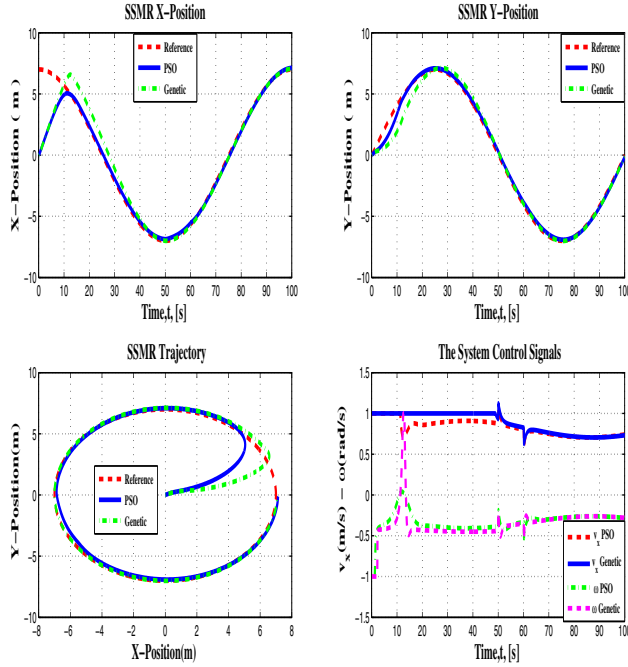 SSMR X-Position
X-Position ( m )
10
5
0
-5
-10
Reference
PSO
Genetic
0 10 20 30 40 50 60 70 80 90 100
Time,t, [s]
SSMR Y-Position
Y-Position ( m )
10
5
0
-5
-10
Reference
PSO
Genetic
0 10 20 30 40 50 60 70 80 90 100
Time,t, [s]
SSMR Trajectory
Y-Position(m)
10
5
0
-5
-10
Reference
PSO
Genetic
-8 -6 -4 -2 0 2 4 6 8
X-Position(m)
The System Control Signals
v_x(m/s) - ω(rad/s)
1.5
1
0.5
0
-0.5
-1
v_x PSO
v_x Genetic
ω PSO
ω Genetic
0 10 20 30 40 50 60 70 80 90 100
Time,t, [s]